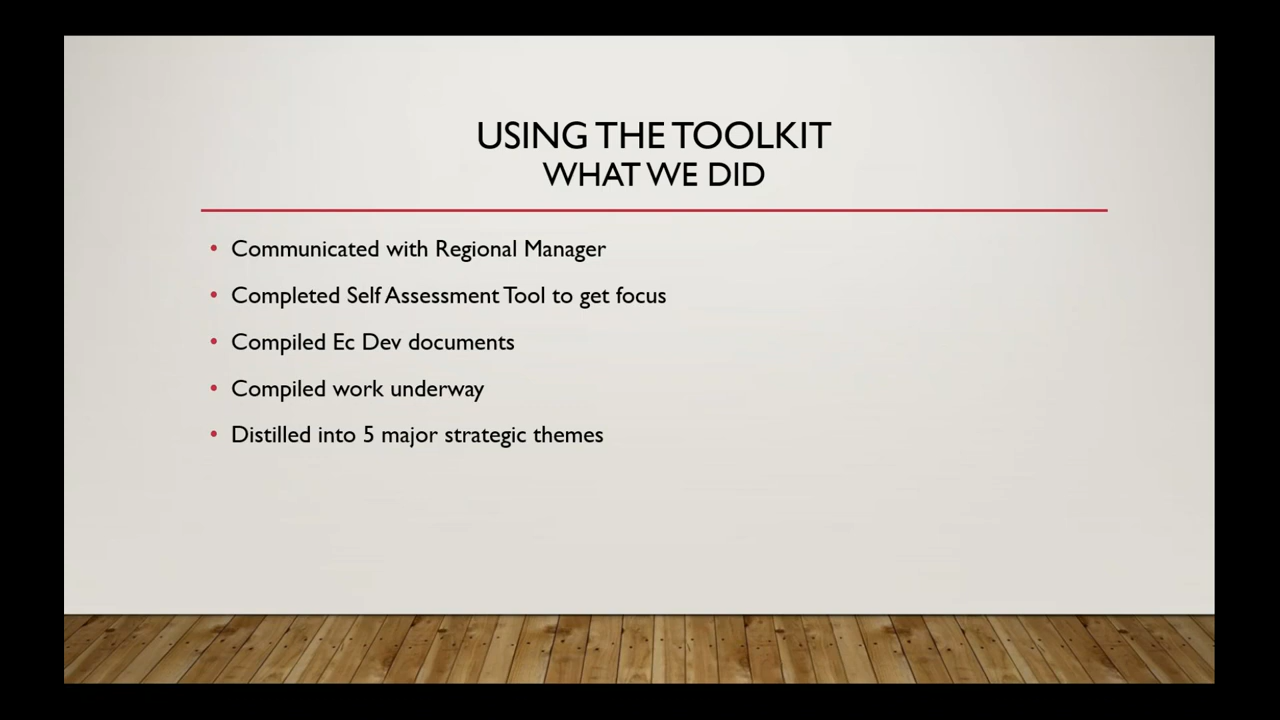 USING THE TOOLKIT
WHAT WE DID
• Communicated with Regional Manager
• Completed Self Assessment Tool to get focus
• Compiled Ec Dev documents
• Compiled work underway
• Distilled into 5 major strategic themes